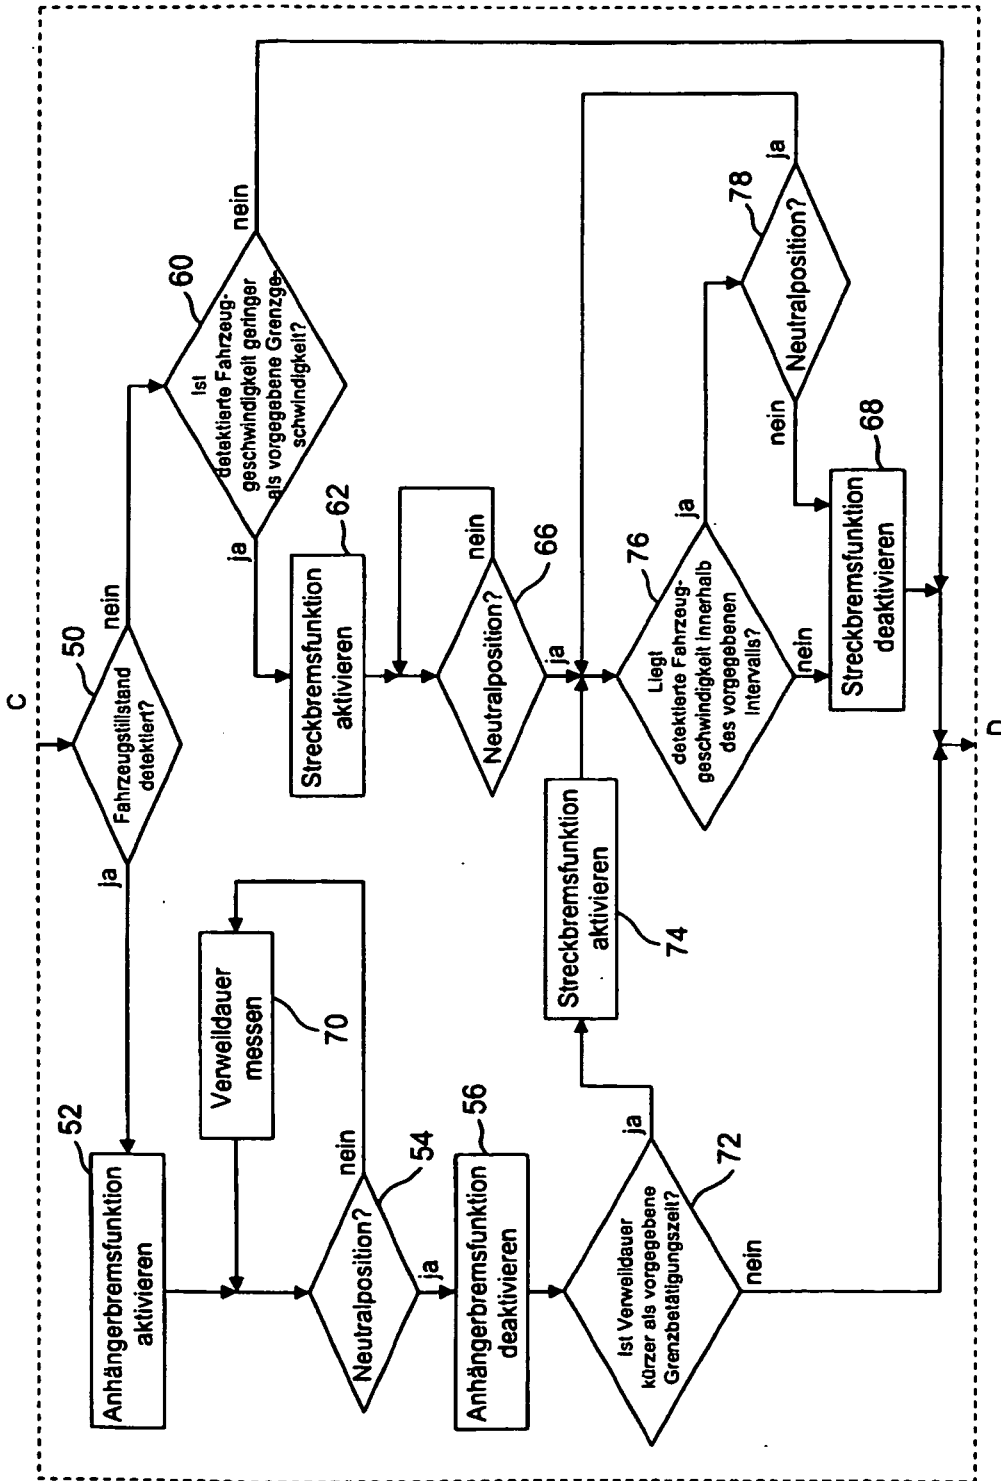 C
50
Fahrzeugstillstand
detektiert?
ja
nein
52
Anhängerbremsfunktion
aktivieren
70
Verweildauer
messen
54
Neutralposition?
nein
ja
56
Anhängerbremsfunktion
deaktivieren
72
Ist Verweildauer
kürzer als vorgegebene
Grenzbetätigungszeit?
ja
nein
74
Streckbremsfunktion
aktivieren
60
Ist
detektierte Fahrzeug-
geschwindigkeit geringer
als vorgegebene Grenzge-
schwindigkeit?
nein
ja
62
Streckbremsfunktion
aktivieren
66
Neutralposition?
nein
ja
76
Liegt
detektierte Fahrzeug-
geschwindigkeit innerhalb
des vorgegebenen
Intervalls?
ja
nein
78
Neutralposition?
ja
nein
68
Streckbremsfunktion
deaktivieren
D